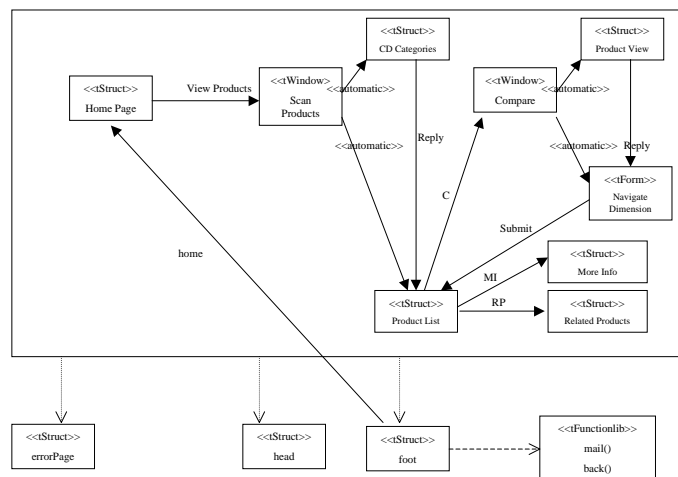 <<tStruct>>
CD Categories
<<tStruct>>
Product View
<<tStruct>>
Home Page
View Products
<<tWindow>
Scan
Products
<<automatic>>
<<tWindow>
Compare
<<automatic>>
<<automatic>>
Reply
<<automatic>>
Reply
<<tForm>>
Navigate
Dimension
C
Submit
home
<<tStruct>>
More Info
MI
<<tStruct>>
Product List
RP
<<tStruct>>
Related Products
<<tStruct>>
errorPage
<<tStruct>>
head
<<tStruct>>
foot
<<tFunctionlib>>
mail()
back()